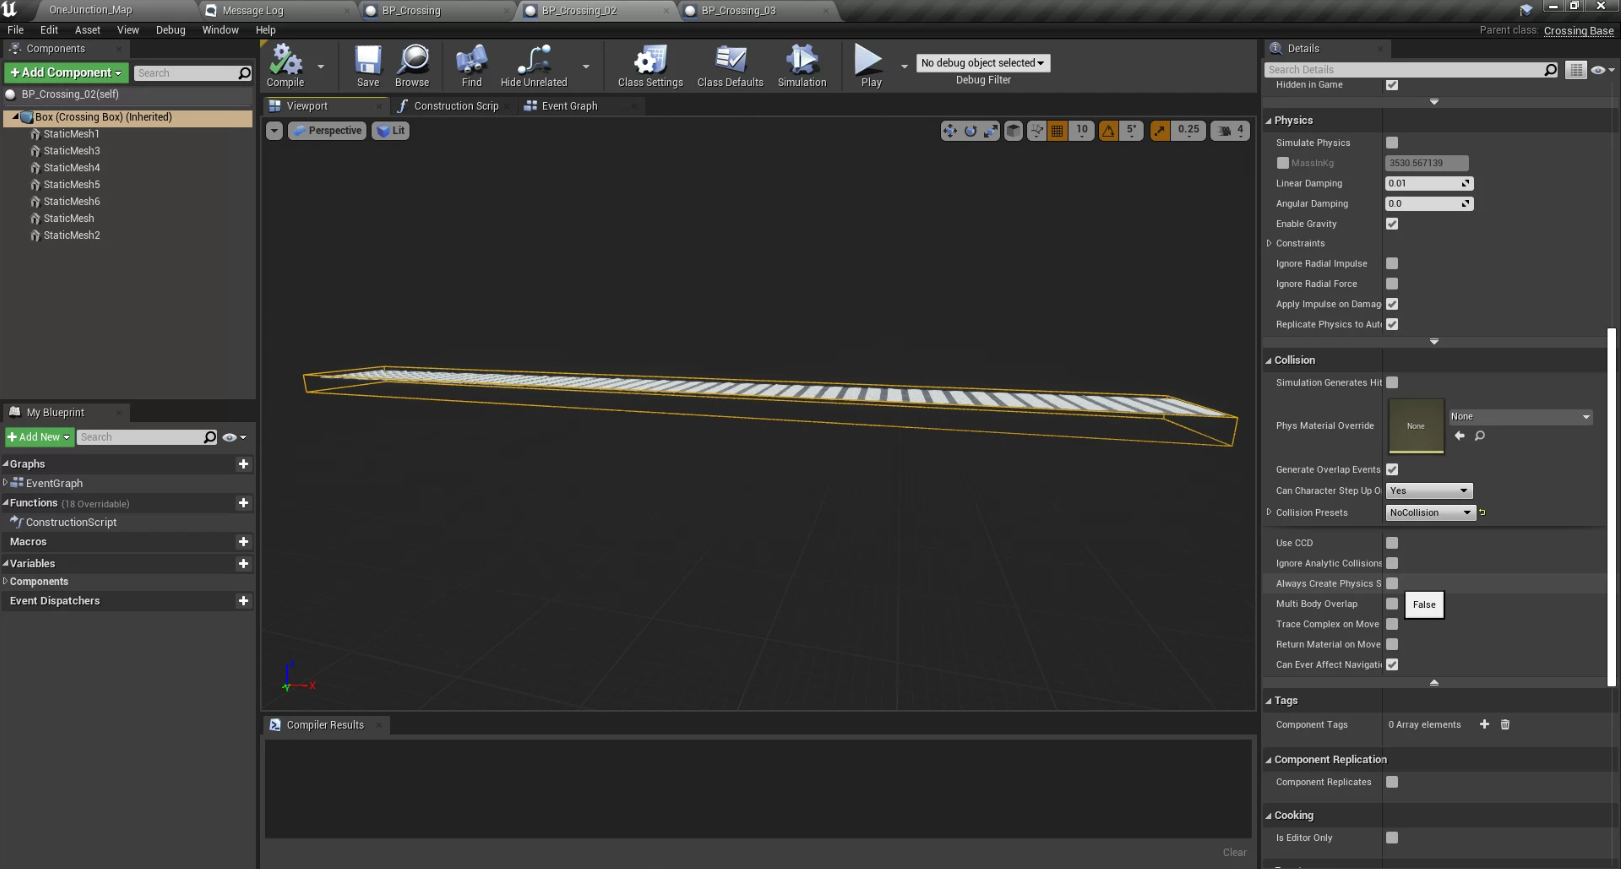 OneJunction_Map
Message Log
BP_Crossing
BP_Crossing_02
BP_Crossing_03
File
Edit
Asset
View
Debug
Window
Help
Parent class: Crossing Base
Components
+ Add Component
Search
BP_Crossing_02(self)
Box (Crossing Box) (Inherited)
StaticMesh1
StaticMesh3
StaticMesh4
StaticMesh5
StaticMesh6
StaticMesh
StaticMesh2
My Blueprint
+ Add New
Search
Graphs
EventGraph
Functions (18 Overridable)
ConstructionScript
Macros
Variables
Components
Event Dispatchers
Compile
Save
Browse
Find
Hide Unrelated
Class Settings
Class Defaults
Simulation
Play
No debug object selected
Debug Filter
Viewport
Construction Scrip
Event Graph
Perspective
Lit
10
5°
0.25
4
X
Compiler Results
Clear
Details
Search Details
Hidden in Game
Physics
Simulate Physics
MassInKg
3530.567139
Linear Damping
0.01
Angular Damping
0.0
Enable Gravity
Constraints
Ignore Radial Impulse
Ignore Radial Force
Apply Impulse on Damag
Replicate Physics to Aut
Collision
Simulation Generates Hit
Phys Material Override
None
None
Generate Overlap Events
Can Character Step Up O
Yes
Collision Presets
NoCollision
Use CCD
Ignore Analytic Collisions
Always Create Physics S
Multi Body Overlap
False
Trace Complex on Move
Return Material on Move
Can Ever Affect Navigati
Tags
Component Tags
0 Array elements
Component Replication
Component Replicates
Cooking
Is Editor Only